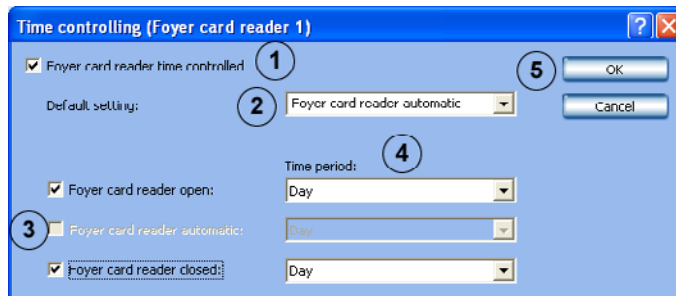 Time controlling (Foyer card reader 1)
Foyer card reader time controlled 1
5 OK
Default setting: 2 Foyer card reader automatic
Cancel
Time period: 4
Foyer card reader open: Day
3 Foyer card reader automatic: Day
Foyer card reader closed: Day